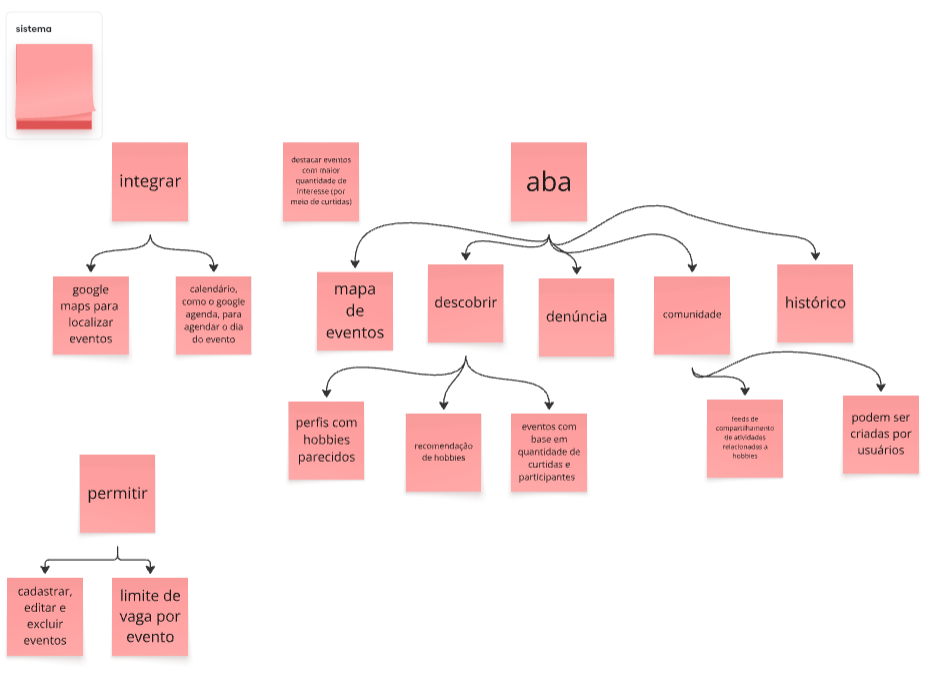 sistema
integrar
destacar eventos
com maior
quantidade de
interesse (por
meio de curtidas)
aba
google
maps para
localizar
eventos
calendário,
como o google
agenda, para
agendar o dia
do evento
mapa
de
eventos
descobrir
denúncia
comunidade
histórico
perfis com
hobbies
parecidos
recomendação
de hobbies
eventos com
base em
quantidade de
curtidas e
participantes
feeds de
compartilhamento
de atividades
relacionados a
hobbies
podem ser
criadas por
usuários
permitir
cadastrar,
editar e
excluir
eventos
limite de
vaga por
evento